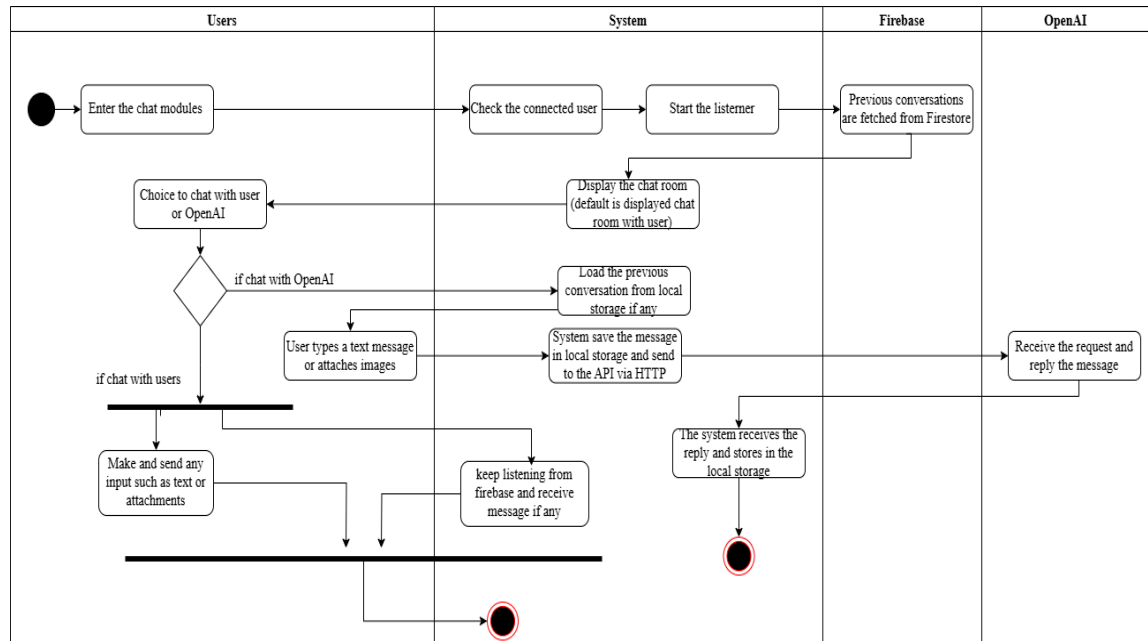 Users
System
Firebase
OpenAI
Enter the chat modules
Check the connected user
Start the listerner
Previous conversations
are fetched from Firestore
Choice to chat with user
or OpenAI
Display the chat room
(default is displayed chat
room with user)
if chat with OpenAI
Load the previous
conversation from local
storage if any
User types a text message
or attaches images
System save the message
in local storage and send
to the API via HTTP
Receive the request and
reply the message
if chat with users
Make and send any
input such as text or
attachments
keep listening from
firebase and receive
message if any
The system receives the
reply and stores in the
local storage